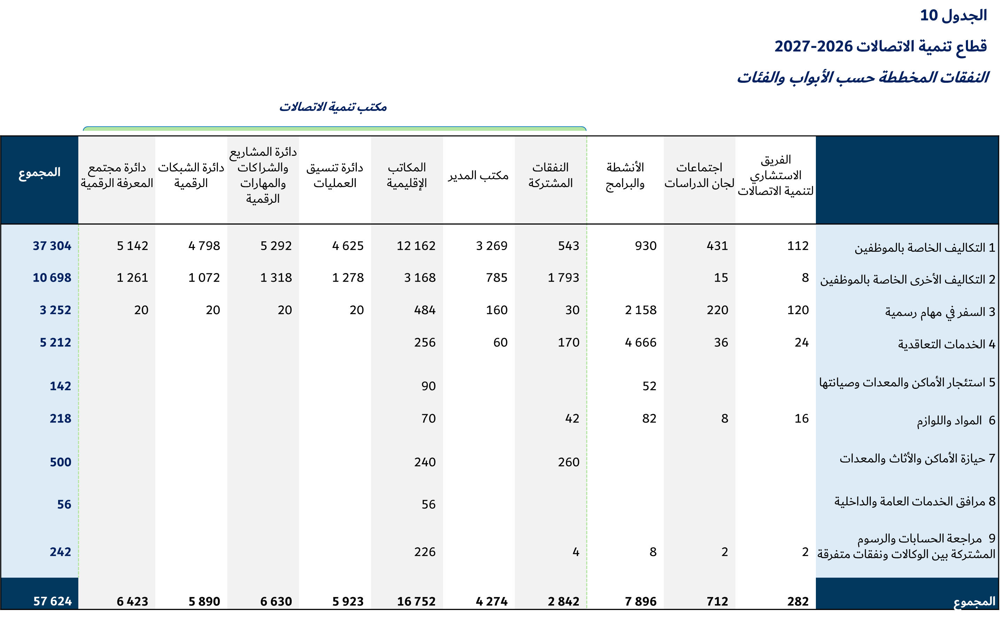 الجدول 10
قطاع تنمية الاتصالات 2026-2027
النفقات المخططة حسب الأبواب والفئات
مكتب تنمية الاتصالات
الفريق الاستشاري لتنمية الاتصالات | اجتماعات لجان الدراسات | الأنشطة والبرامج | النفقات المشتركة | مكتب المدير | المكاتب الإقليمية | دائرة تنسيق العمليات | دائرة المشاريع والشراكات والمهارات الرقمية | دائرة الشبكات الرقمية | دائرة مجتمع المعرفة الرقمية | المجموع
1 التكاليف الخاصة بالموظفين | 112 | 431 | 930 | 543 | 3 269 | 12 162 | 4 625 | 5 292 | 4 798 | 5 142 | 37 304
2 التكاليف الأخرى الخاصة بالموظفين | 8 | 15 | | 1 793 | 785 | 3 168 | 1 278 | 1 318 | 1 072 | 1 261 | 10 698
3 السفر في مهام رسمية | 120 | 220 | 2 158 | 30 | 160 | 484 | 20 | 20 | 20 | 20 | 3 252
4 الخدمات التعاقدية | 24 | 36 | 4 666 | 170 | 60 | 256 | | | | | 5 212
5 استئجار الأماكن والمعدات وصيانتها | | | 52 | | | 90 | | | | | 142
6 المواد واللوازم | 16 | 8 | 82 | 42 | | 70 | | | | | 218
7 حيازة الأماكن والأثاث والمعدات | | | | 260 | | 240 | | | | | 500
8 مرافق الخدمات العامة والداخلية | | | | | | 56 | | | | | 56
9 مراجعة الحسابات والرسوم
المشتركة بين الوكالات ونفقات متفرقة | 2 | 2 | 8 | 4 | | 226 | | | | | 242
المجموع | 282 | 712 | 7 896 | 2 842 | 4 274 | 16 752 | 5 923 | 6 630 | 5 890 | 6 423 | 57 624